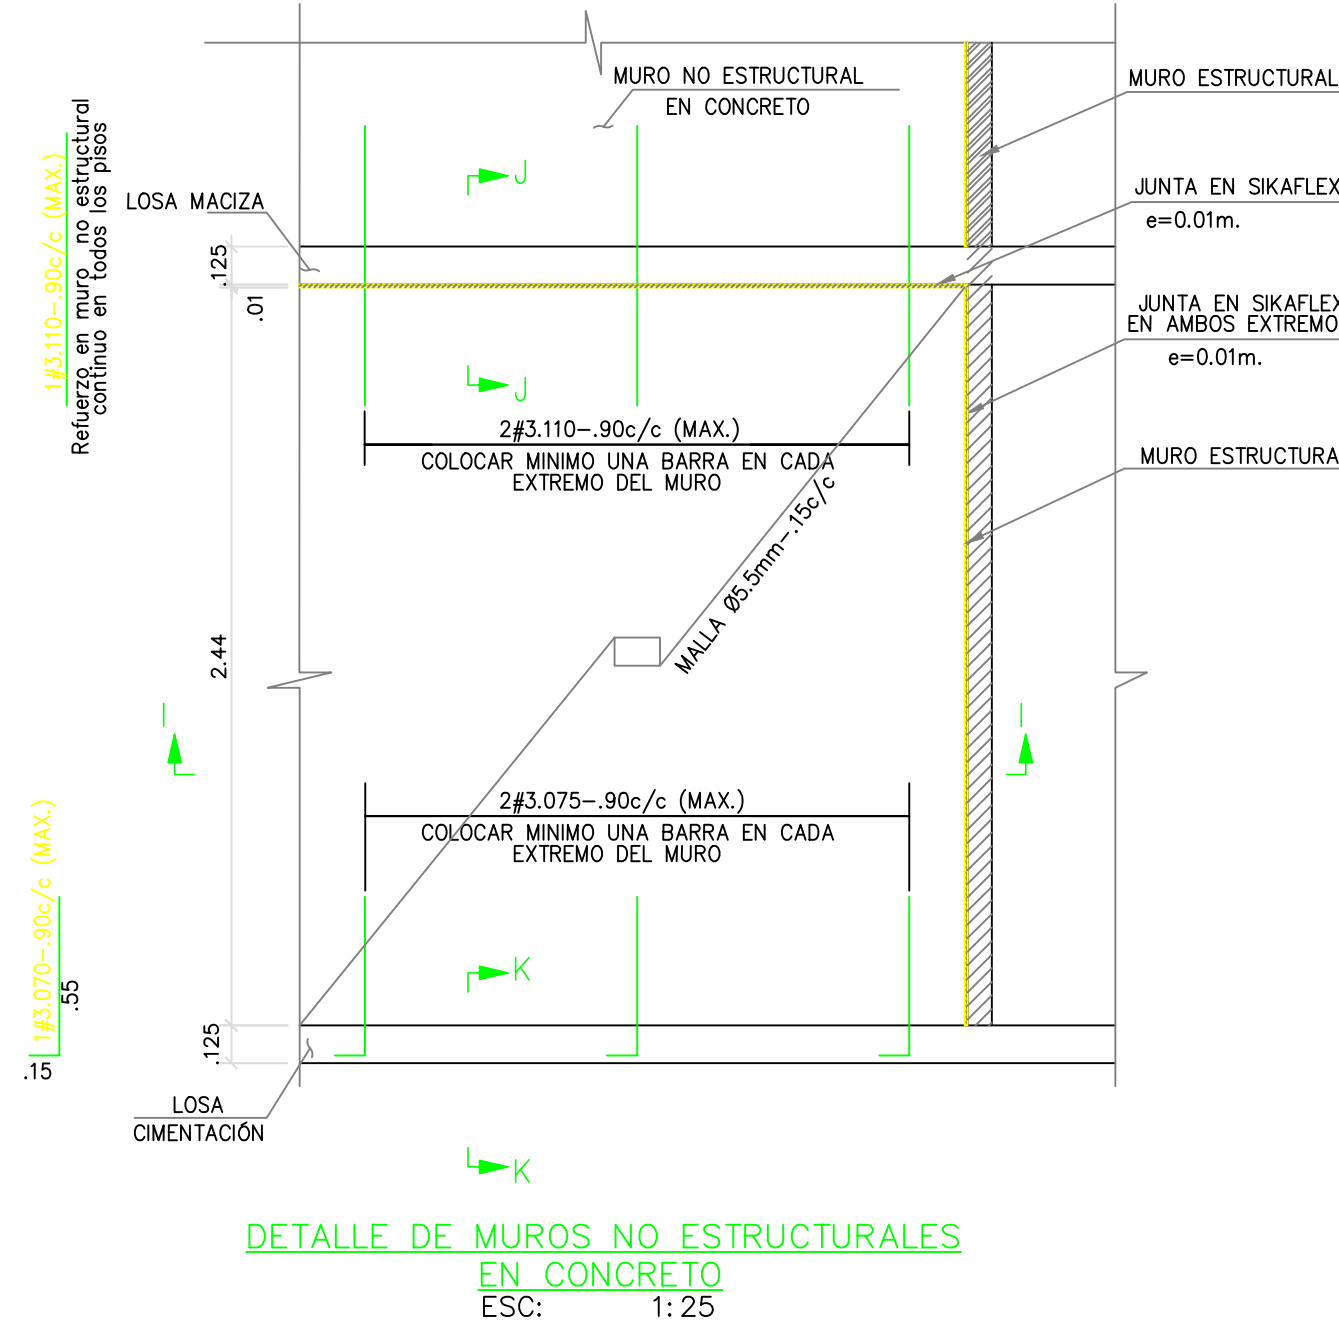 MURO NO ESTRUCTURAL
EN CONCRETO
MURO ESTRUCTURAL
JUNTA EN SIKAFLEX
e=0.01m.
LOSA MACIZA
1#3.110-.90c/c (MAX.)
Refuerzo en muro no estructural
continuo en todos los pisos
.125
.01
J
J
JUNTA EN SIKAFLEX
EN AMBOS EXTREMO
e=0.01m.
2#3.110-.90c/c (MAX.)
COLOCAR MINIMO UNA BARRA EN CADA
EXTREMO DEL MURO
MURO ESTRUCTURA
MALLA Ø5.5mm-.15c/c
2.44
I
I
2#3.075-.90c/c (MAX.)
COLOCAR MINIMO UNA BARRA EN CADA
EXTREMO DEL MURO
1#3.070-.90c/c (MAX.)
.55
.15
.125
K
LOSA
CIMENTACIÓN
K
DETALLE DE MUROS NO ESTRUCTURALES
EN CONCRETO
ESC: 1:25